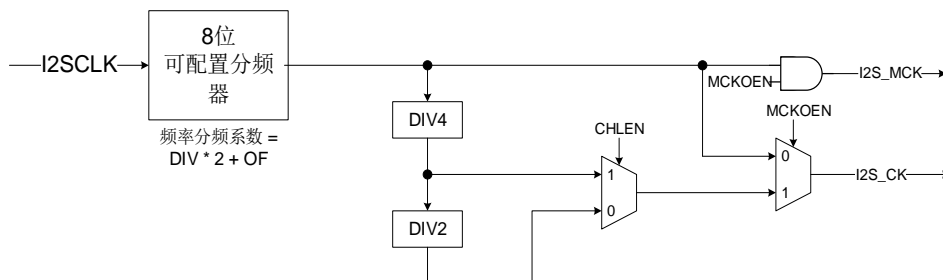 I2SCLK
8位
可配置分频
器
频率分频系数 =
DIV * 2 + OF
DIV4
DIV2
CHLEN
1
0
MCKOEN
I2S_MCK
MCKOEN
0
1
I2S_CK